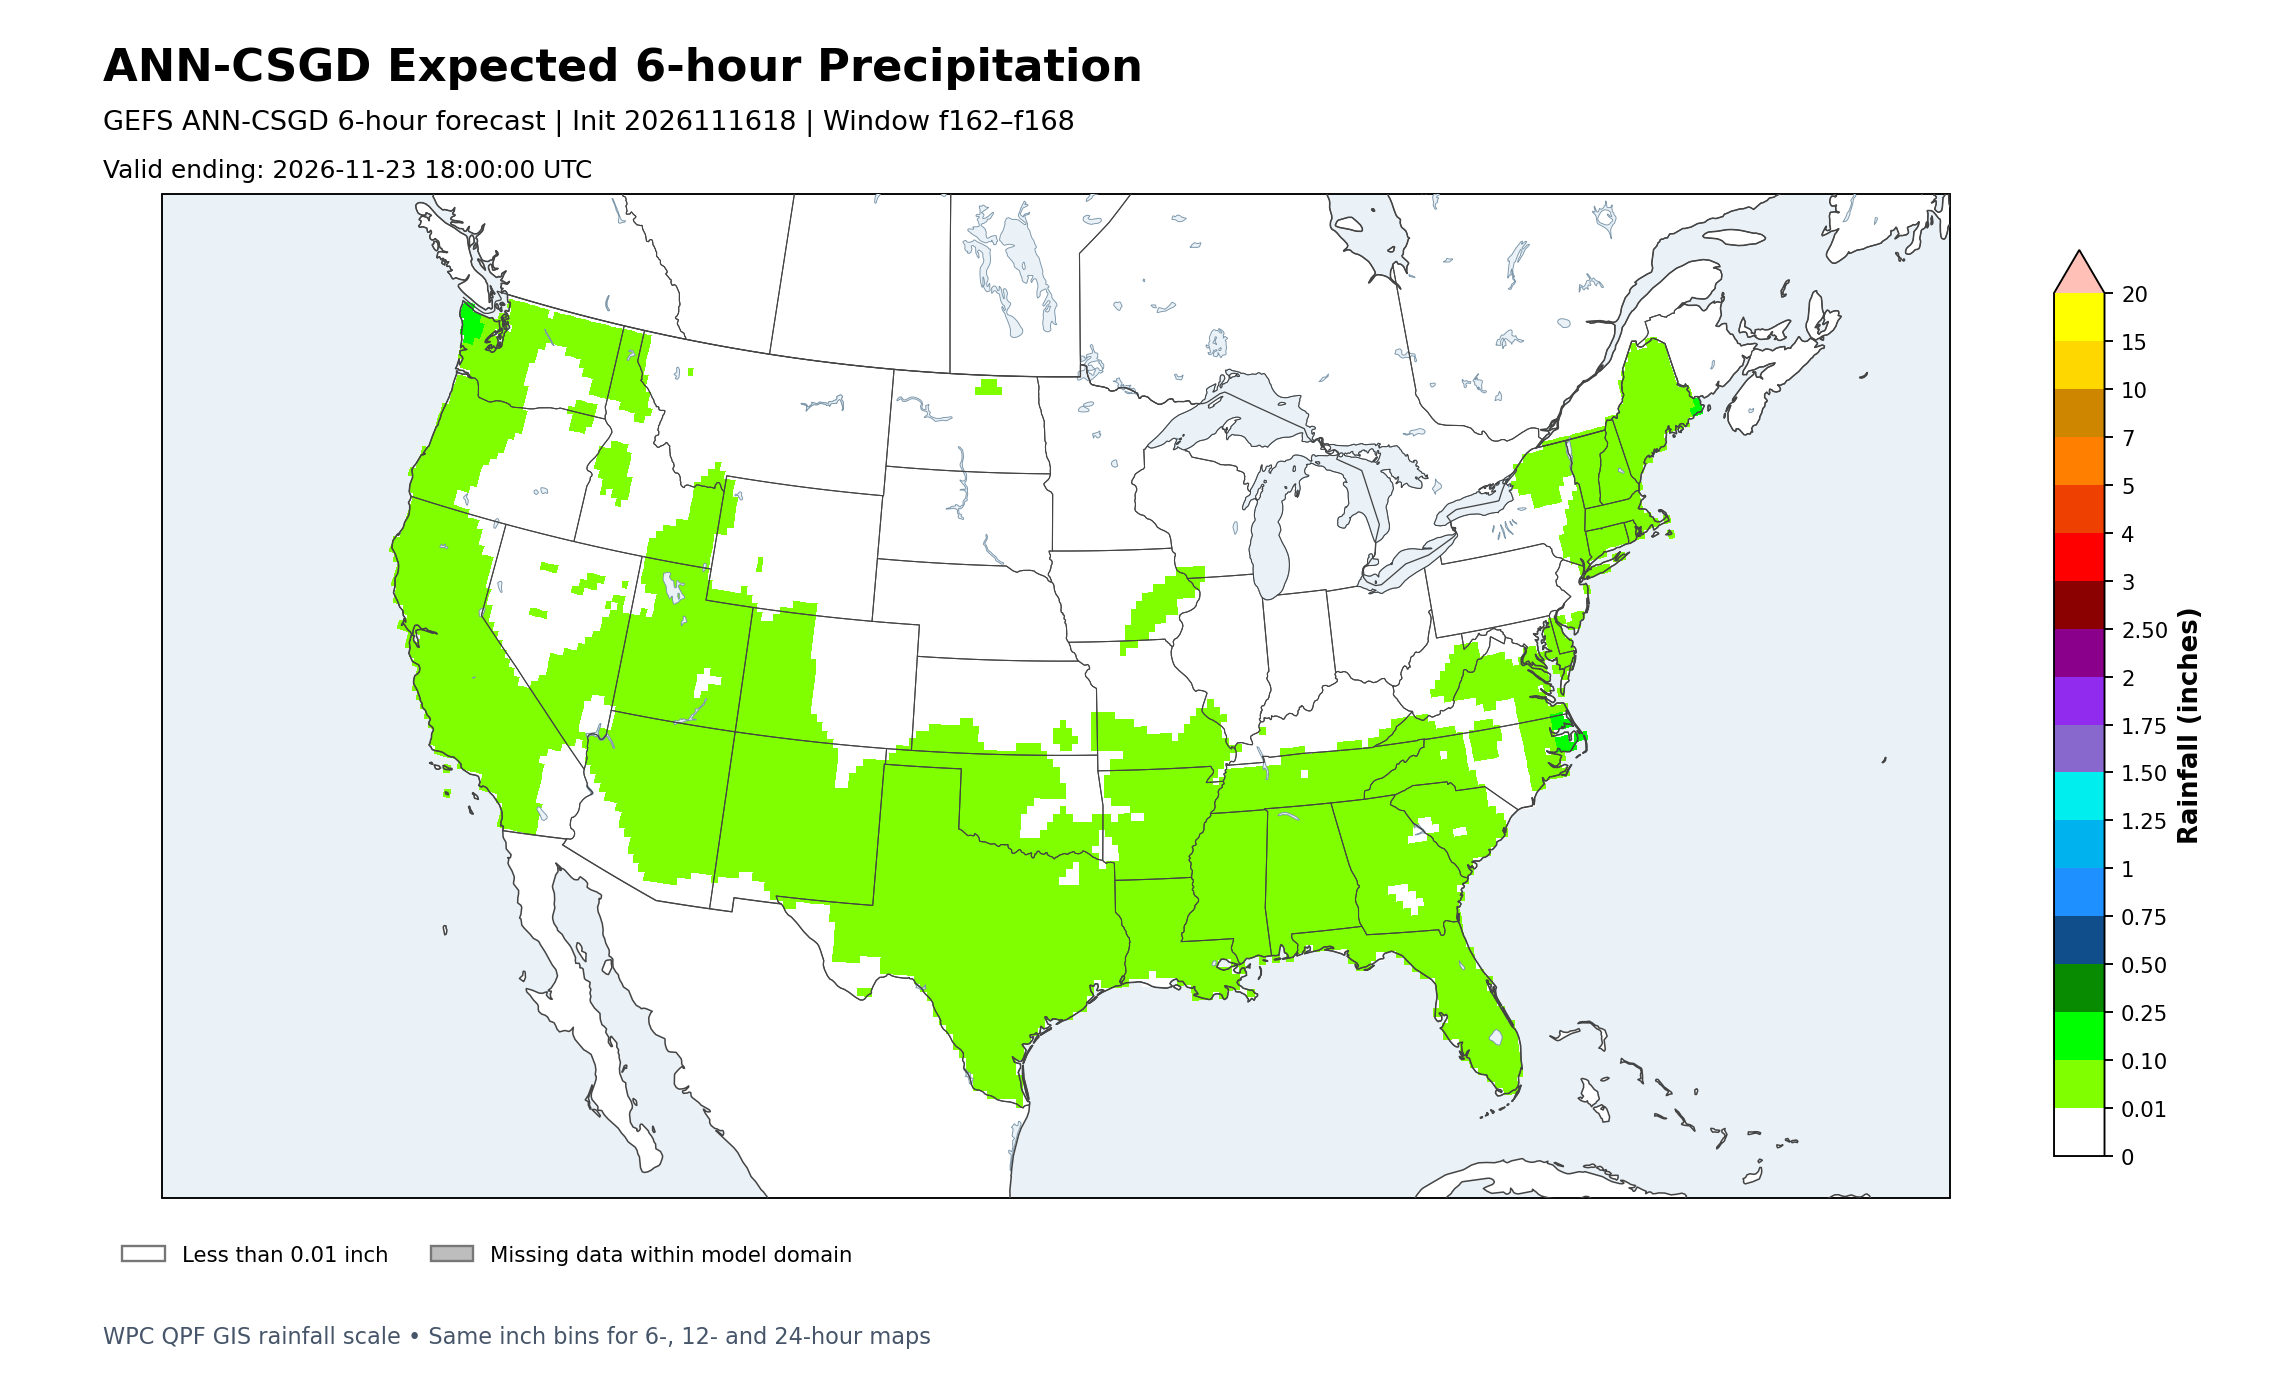 ANN-CSGD Expected 6-hour Precipitation
GEFS ANN-CSGD 6-hour forecast | Init 2026111618 | Window f162–f168
Valid ending: 2026-11-23 18:00:00 UTC
20
15
10
7
5
4
3
2.50
2
1.75
1.50
1.25
1
0.75
0.50
0.25
0.10
0.01
0
Rainfall (inches)
Less than 0.01 inch
Missing data within model domain
WPC QPF GIS rainfall scale • Same inch bins for 6-, 12- and 24-hour maps